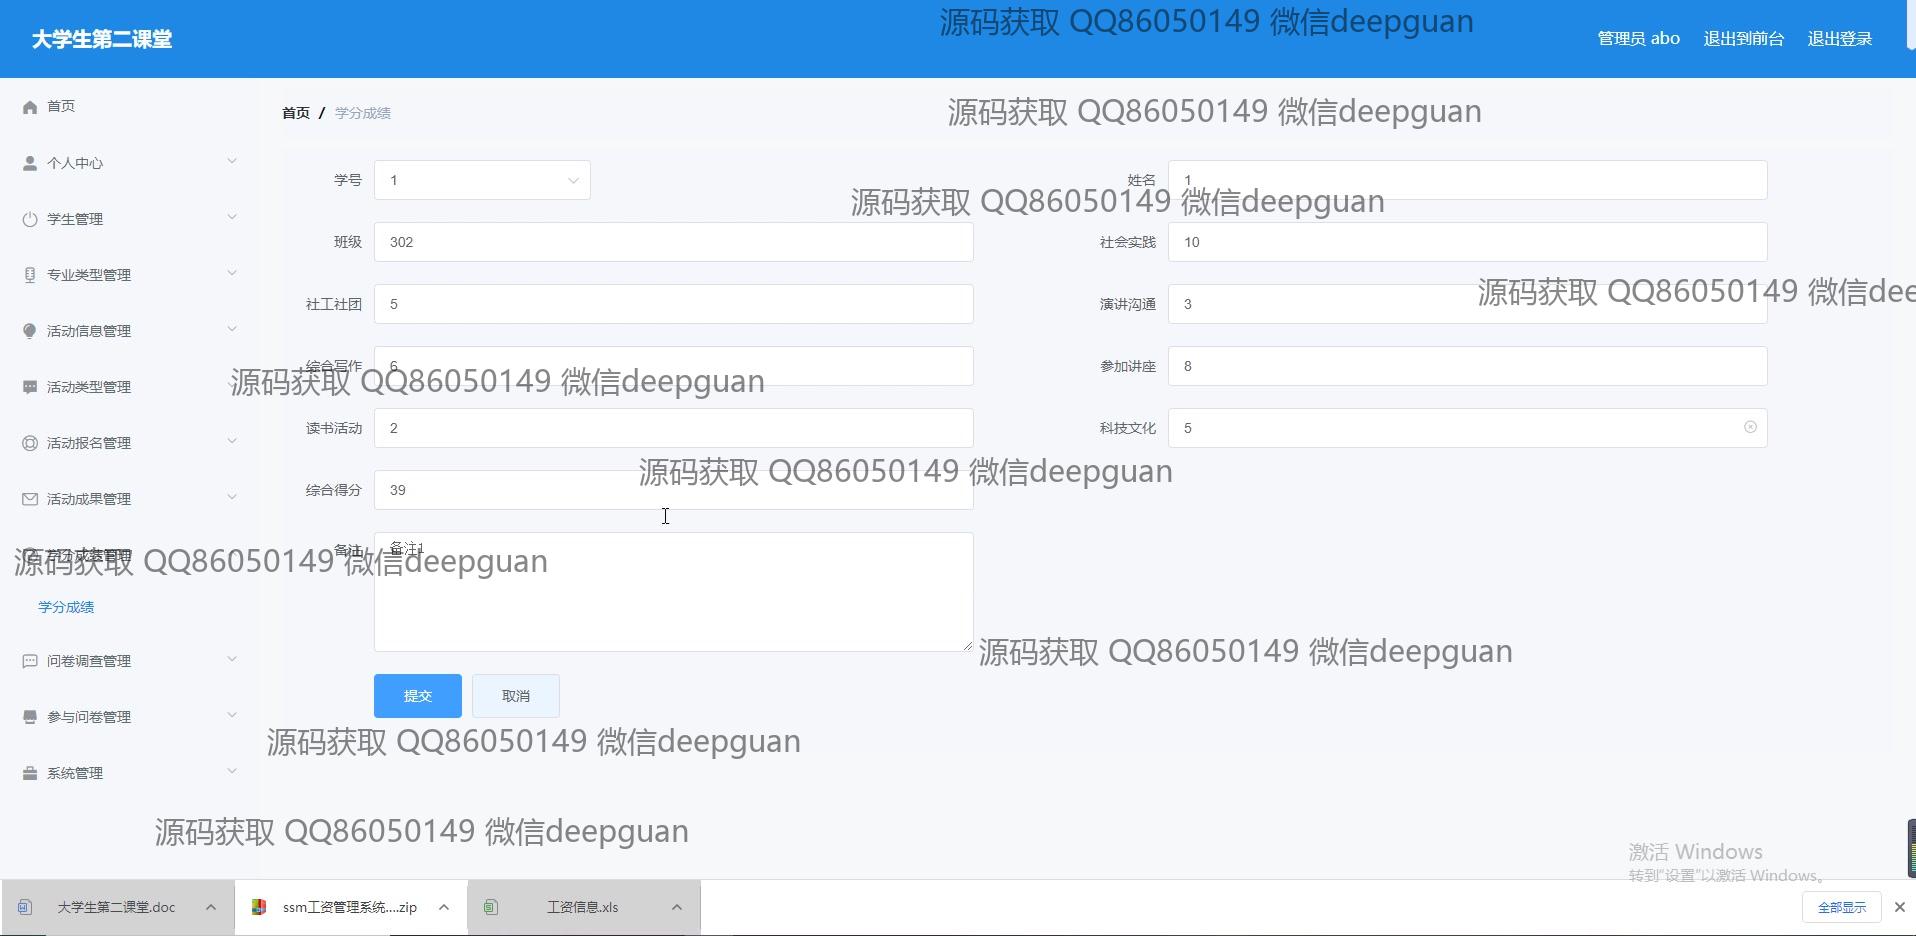 大学生第二课堂
源码获取 QQ86050149 微信deepguan
管理员 abo 退出到前台 退出登录
首页
首页 / 学分成绩
源码获取 QQ86050149 微信deepguan
个人中心
学号 1
姓名 1
源码获取 QQ86050149 微信deepguan
学生管理
班级 302
社会实践 10
专业类型管理
源码获取 QQ86050149 微信dee
社工社团 5
演讲沟通 3
活动信息管理
综合写作 6
参加讲座 8
源码获取 QQ86050149 微信deepguan
活动类型管理
读书活动 2
科技文化 5
活动报名管理
源码获取 QQ86050149 微信deepguan
综合得分 39
活动成果管理
备注 备注1
学分成绩管理
源码获取 QQ86050149 微信deepguan
学分成绩
源码获取 QQ86050149 微信deepguan
问卷调查管理
提交 取消
参与问卷管理
源码获取 QQ86050149 微信deepguan
系统管理
源码获取 QQ86050149 微信deepguan
激活 Windows
转到"设置"以激活 Windows。
大学生第二课堂.doc
ssm工资管理系统....zip
工资信息.xls
全部显示